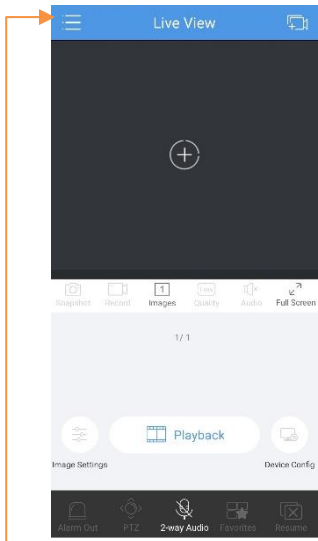 Live View
1
Snapshot Record Images Quality Audio Full Screen
1/1
Playback
Image Settings Device Config
Alarm Out PTZ 2-way Audio Favorites Resume